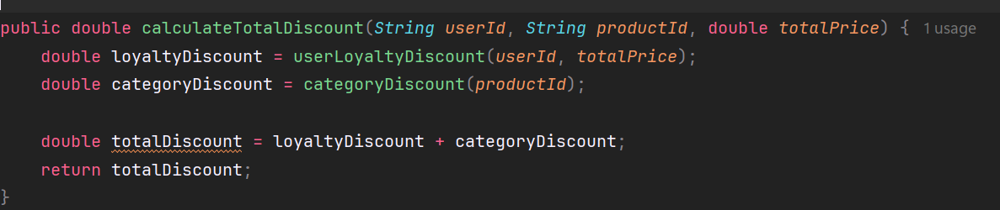 public double calculateTotalDiscount(String userId, String productId, double totalPrice) { 1 usage
    double loyaltyDiscount = userLoyaltyDiscount(userId, totalPrice);
    double categoryDiscount = categoryDiscount(productId);

    double totalDiscount = loyaltyDiscount + categoryDiscount;
    return totalDiscount;
}